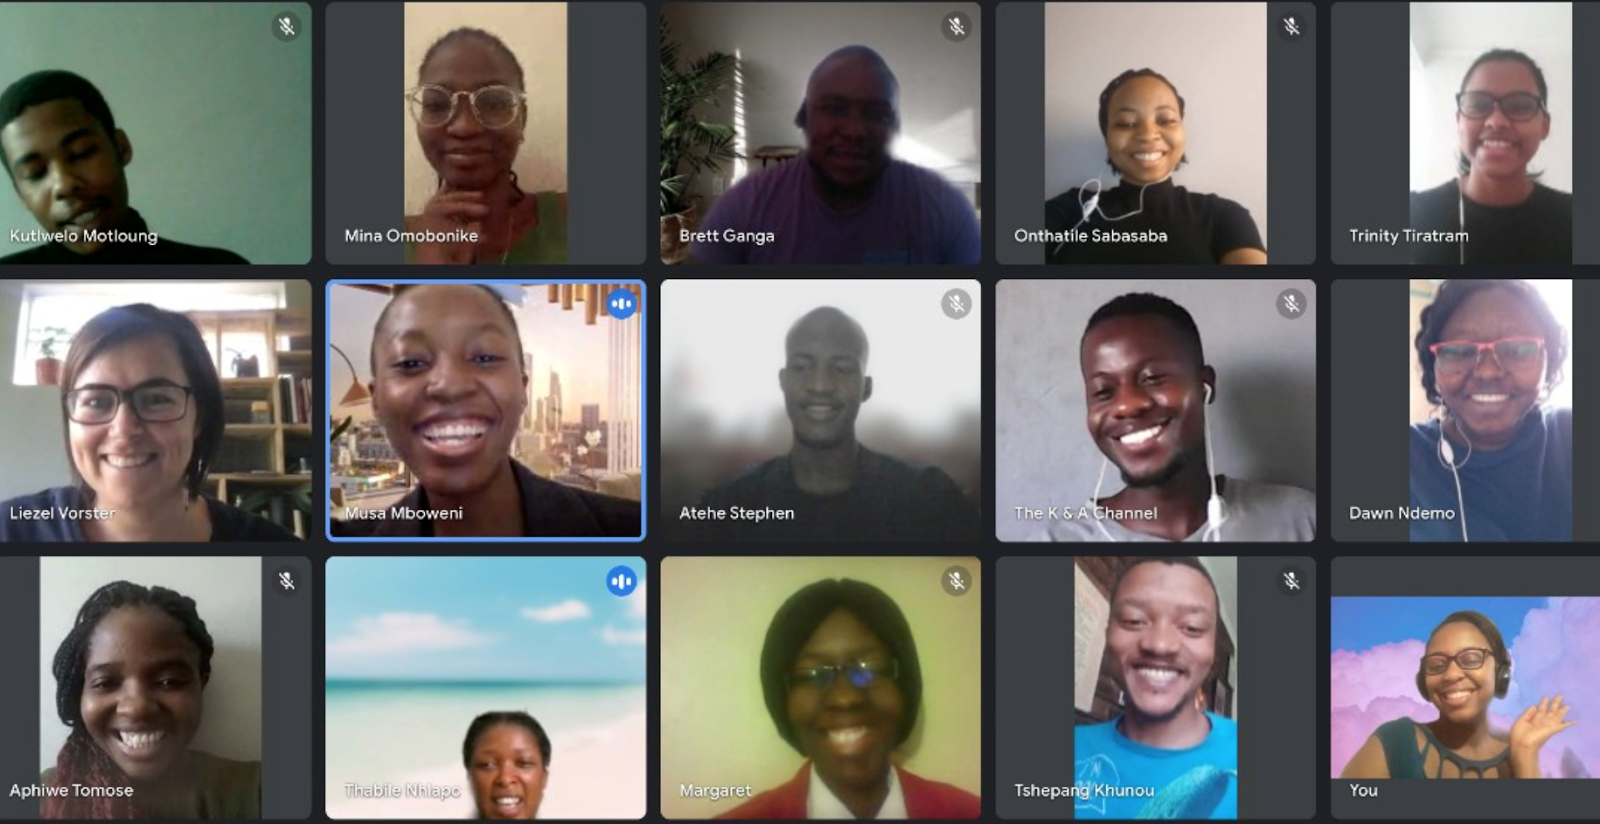 Kutlwelo Motloung
Mina Omobonike
Brett Ganga
Onthatile Sabasaba
Trinity Tiratram
Liezel Vorster
Musa Mboweni
Atehe Stephen
The K & A Channel
Dawn Ndemo
Aphiwe Tomose
Thabile Nhlapo
Margaret
Tshepang Khunou
You